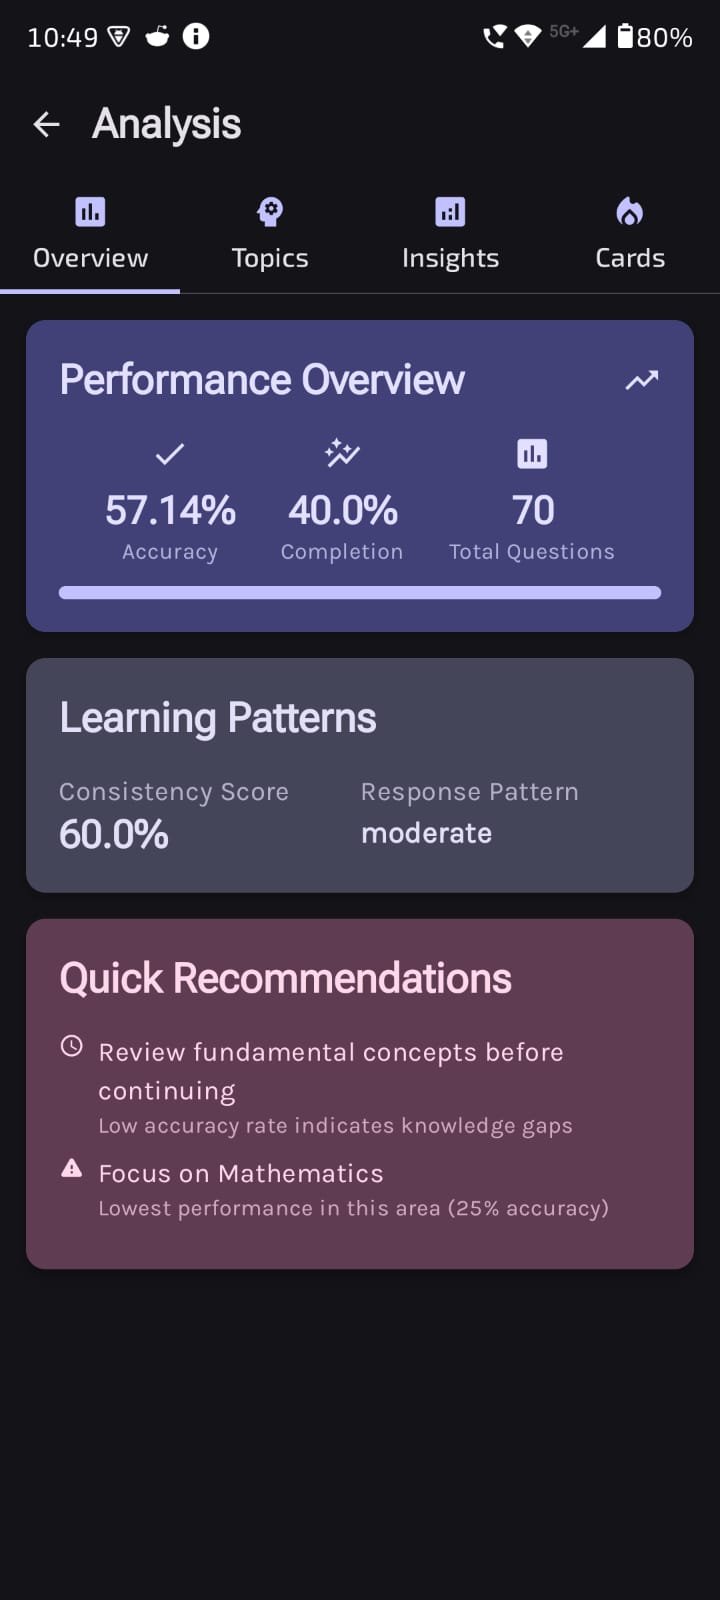 10:49 5G+ 80%
Analysis
Overview Topics Insights Cards
Performance Overview
57.14% 40.0% 70
Accuracy Completion Total Questions
Learning Patterns
Consistency Score Response Pattern
60.0% moderate
Quick Recommendations
Review fundamental concepts before
continuing
Low accuracy rate indicates knowledge gaps
Focus on Mathematics
Lowest performance in this area (25% accuracy)